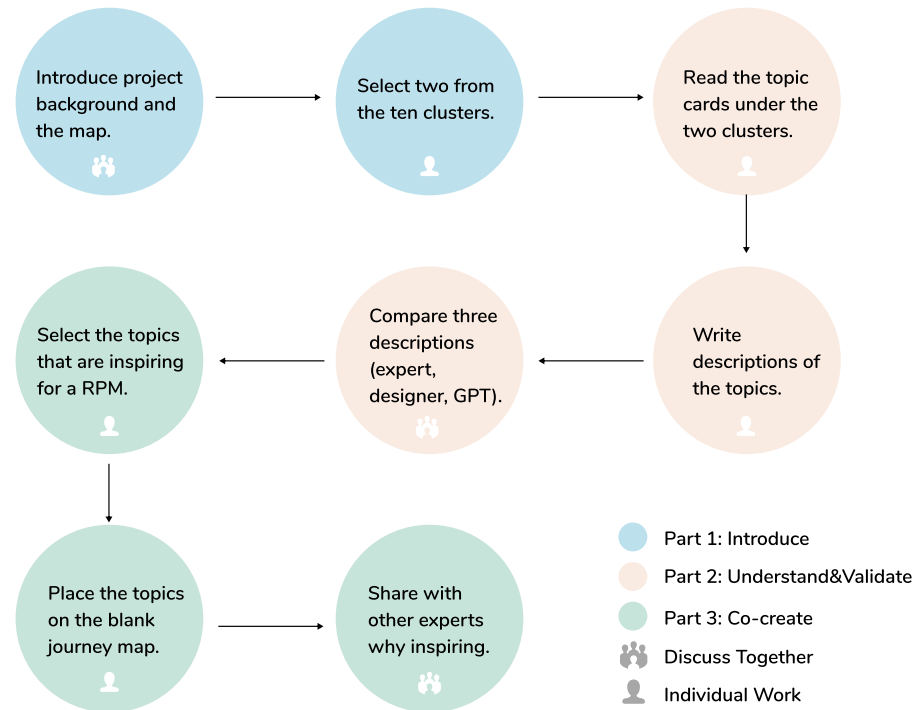 Introduce project
background and
the map.
Select two from
the ten clusters.
Read the topic
cards under the
two clusters.
Select the topics
that are inspiring
for a RPM.
Compare three
descriptions
(expert,
designer, GPT).
Write
descriptions of
the topics.
Place the topics
on the blank
journey map.
Share with
other experts
why inspiring.
Part 1: Introduce
Part 2: Understand&Validate
Part 3: Co-create
Discuss Together
Individual Work